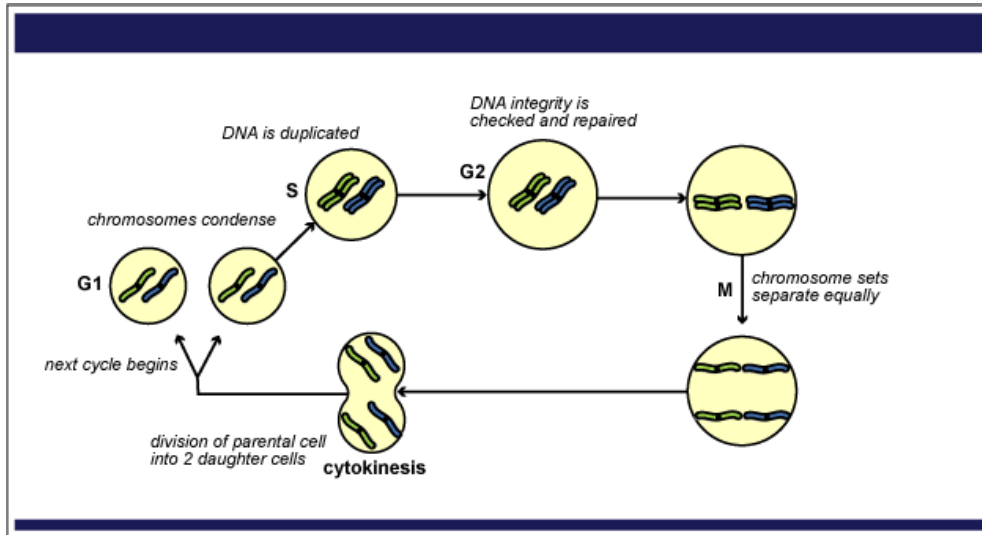 DNA integrity is
checked and repaired
DNA is duplicated
G2
S
chromosomes condense
G1
chromosome sets
separate equally
M
next cycle begins
division of parental cell
into 2 daughter cells
cytokinesis